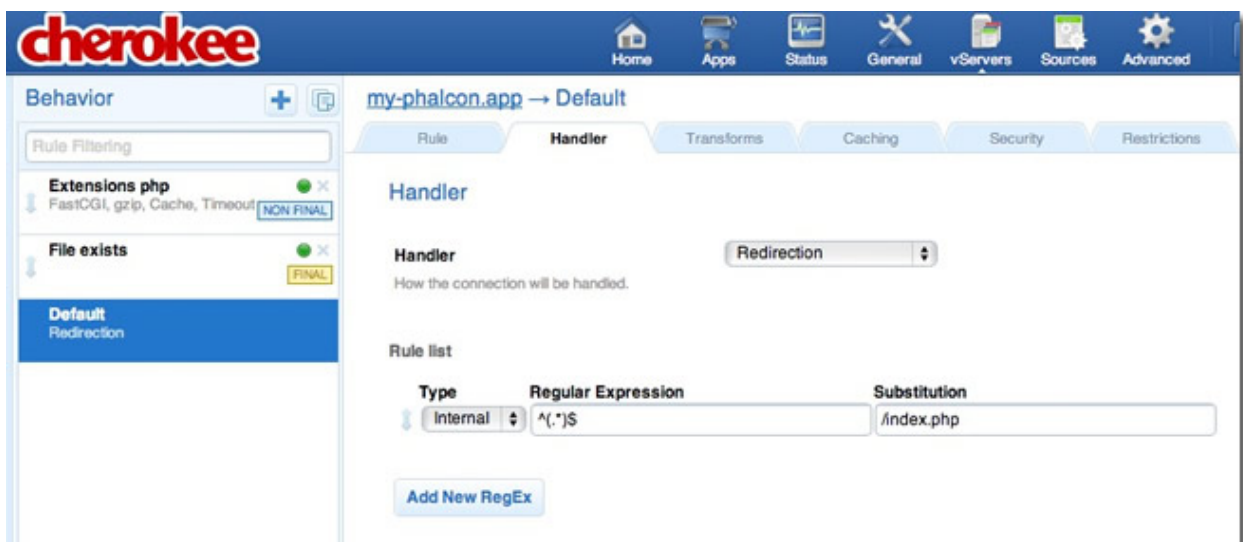 cherokee
Home Apps Status General vServers Sources Advanced
Behavior
my-phalcon.app → Default
Rule Filtering
Rule Handler Transforms Caching Security Restrictions
Extensions php
FastCGI, gzip, Cache, Timeout
NON FINAL
File exists
FINAL
Default
Redirection
Handler
Handler Redirection
How the connection will be handled.
Rule list
Type Regular Expression Substitution
Internal ^(.*)$ /index.php
Add New RegEx